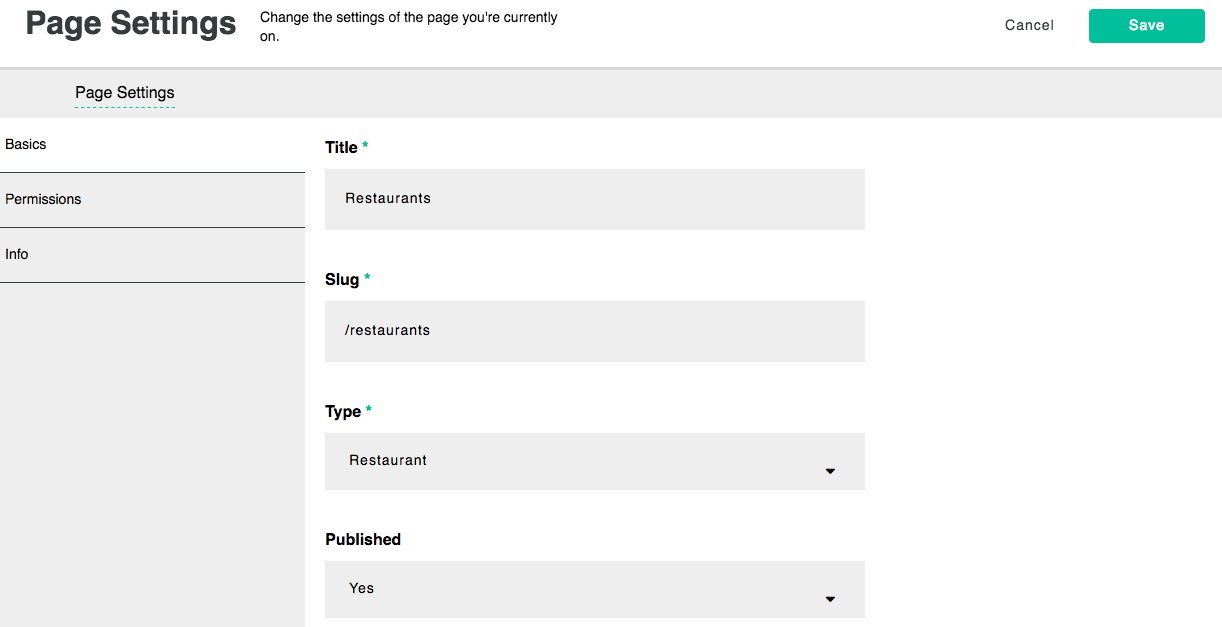 Page Settings
Change the settings of the page you're currently
on.
Cancel
Save
Page Settings
Basics
Permissions
Info
Title *
Restaurants
Slug *
/restaurants
Type *
Restaurant
Published
Yes